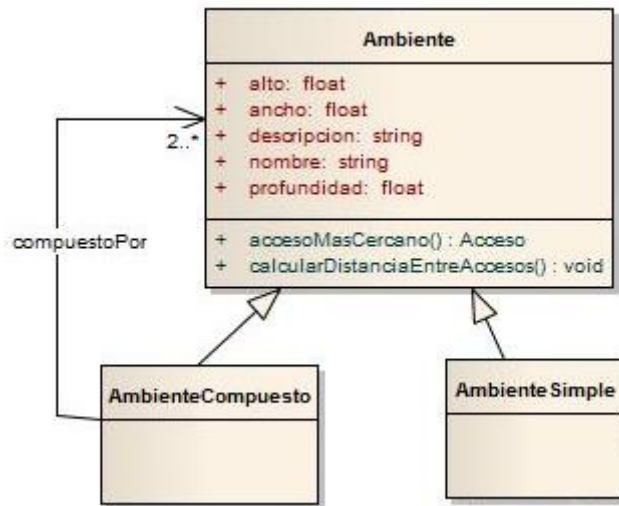 Ambiente
+ alto: float
+ ancho: float
+ descripcion: string
+ nombre: string
+ profundidad: float
+ accesoMasCercano() : Acceso
+ calcularDistanciaEntreAccesos() : void
2..*
compuestoPor
AmbienteCompuesto
AmbienteSimple